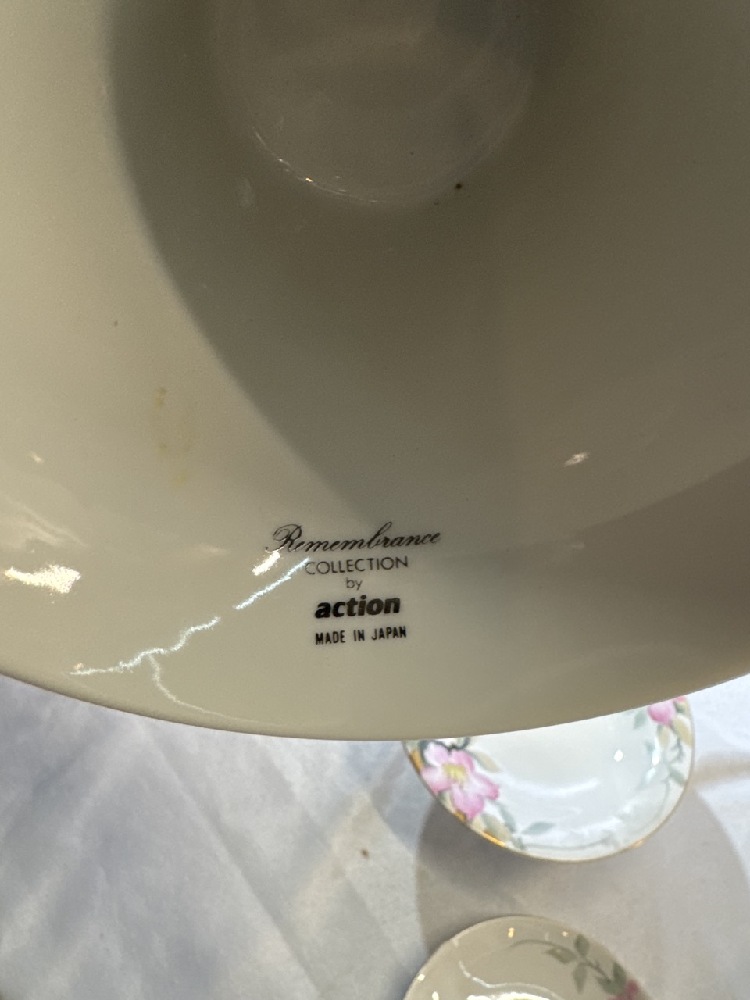 Remembrance
COLLECTION
by
action
MADE IN JAPAN